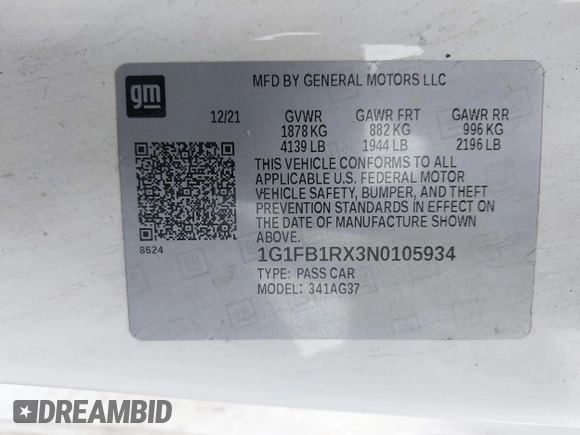 gm
MFD BY GENERAL MOTORS LLC
12/21 GVWR GAWR FRT GAWR RR
1878 KG 882 KG 996 KG
4139 LB 1944 LB 2196 LB
THIS VEHICLE CONFORMS TO ALL
APPLICABLE U.S. FEDERAL MOTOR
VEHICLE SAFETY, BUMPER, AND THEFT
PREVENTION STANDARDS IN EFFECT ON
THE DATE OF MANUFACTURE SHOWN
ABOVE.
8624
1G1FB1RX3N0105934
TYPE: PASS CAR
MODEL: 341AG37
#DREAMBID